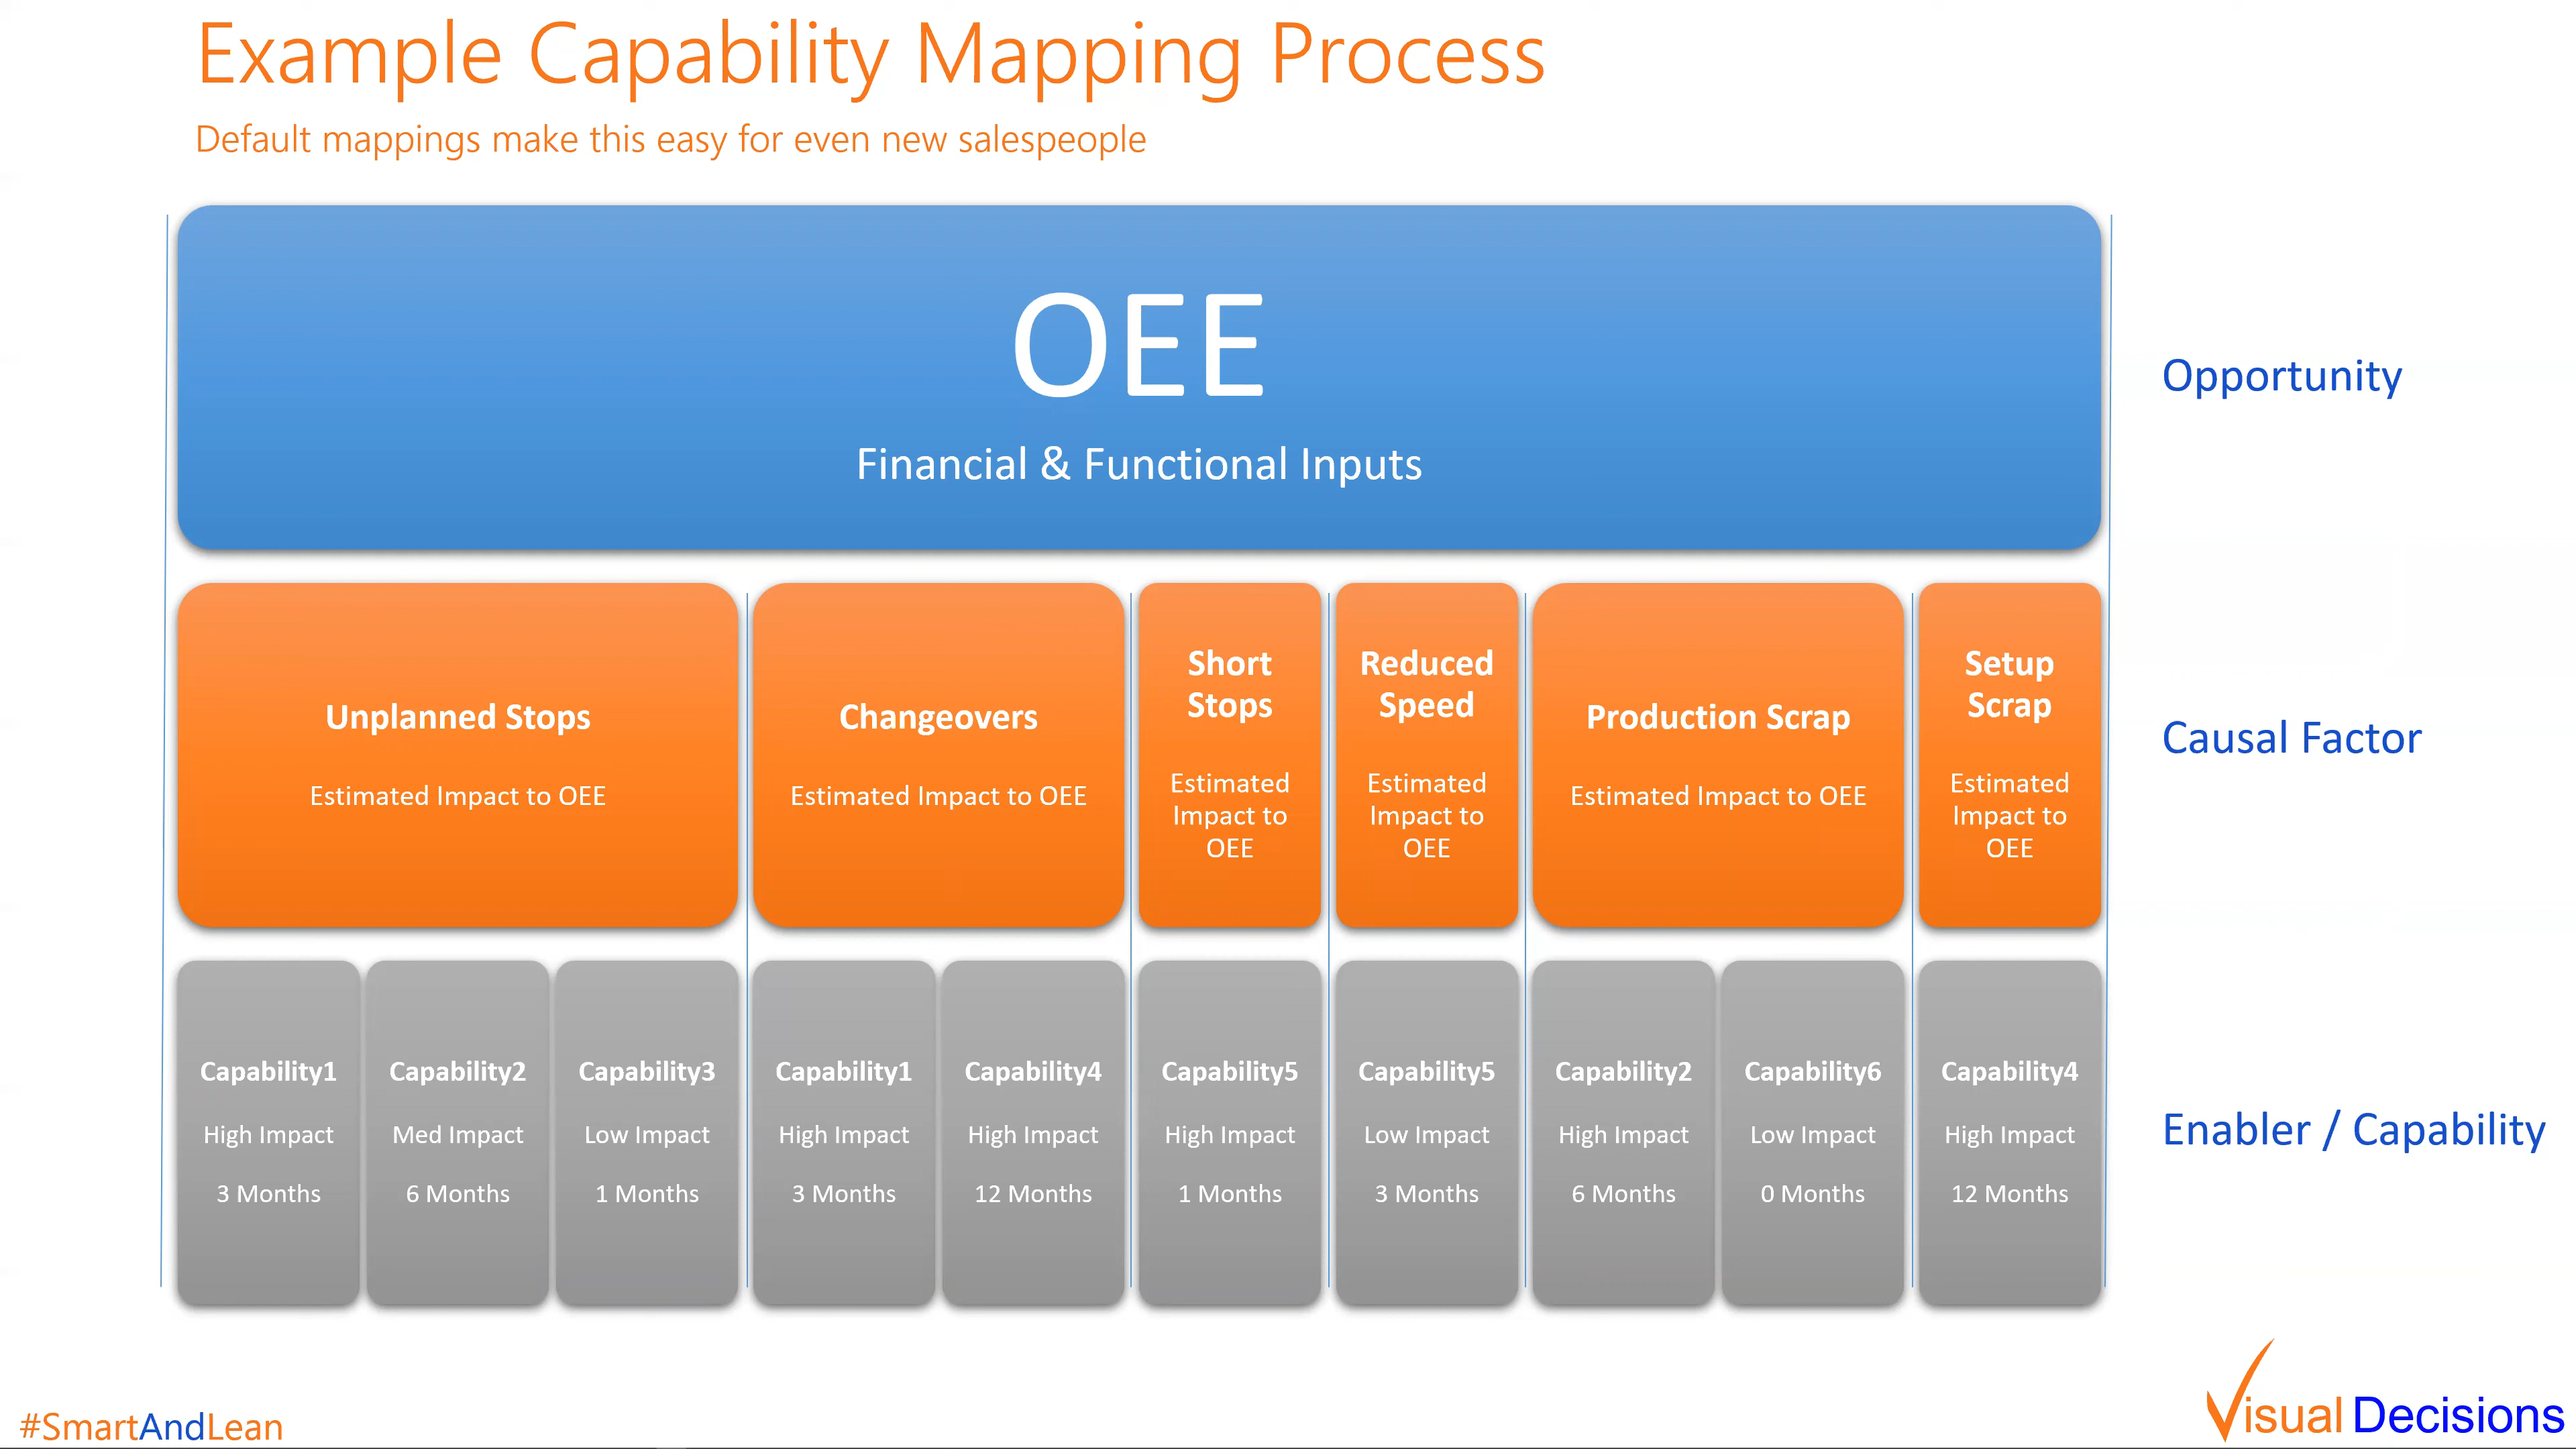 Example Capability Mapping Process
Default mappings make this easy for even new salespeople
OEE
Financial & Functional Inputs
Opportunity
Unplanned Stops
Estimated Impact to OEE
Changeovers
Estimated Impact to OEE
Short
Stops
Estimated
Impact to
OEE
Reduced
Speed
Estimated
Impact to
OEE
Production Scrap
Estimated Impact to OEE
Setup
Scrap
Estimated
Impact to
OEE
Causal Factor
Capability1
High Impact
3 Months
Capability2
Med Impact
6 Months
Capability3
Low Impact
1 Months
Capability1
High Impact
3 Months
Capability4
High Impact
12 Months
Capability5
High Impact
1 Months
Capability5
Low Impact
3 Months
Capability2
High Impact
6 Months
Capability6
Low Impact
0 Months
Capability4
High Impact
12 Months
Enabler / Capability
#SmartAndLean
Visual Decisions